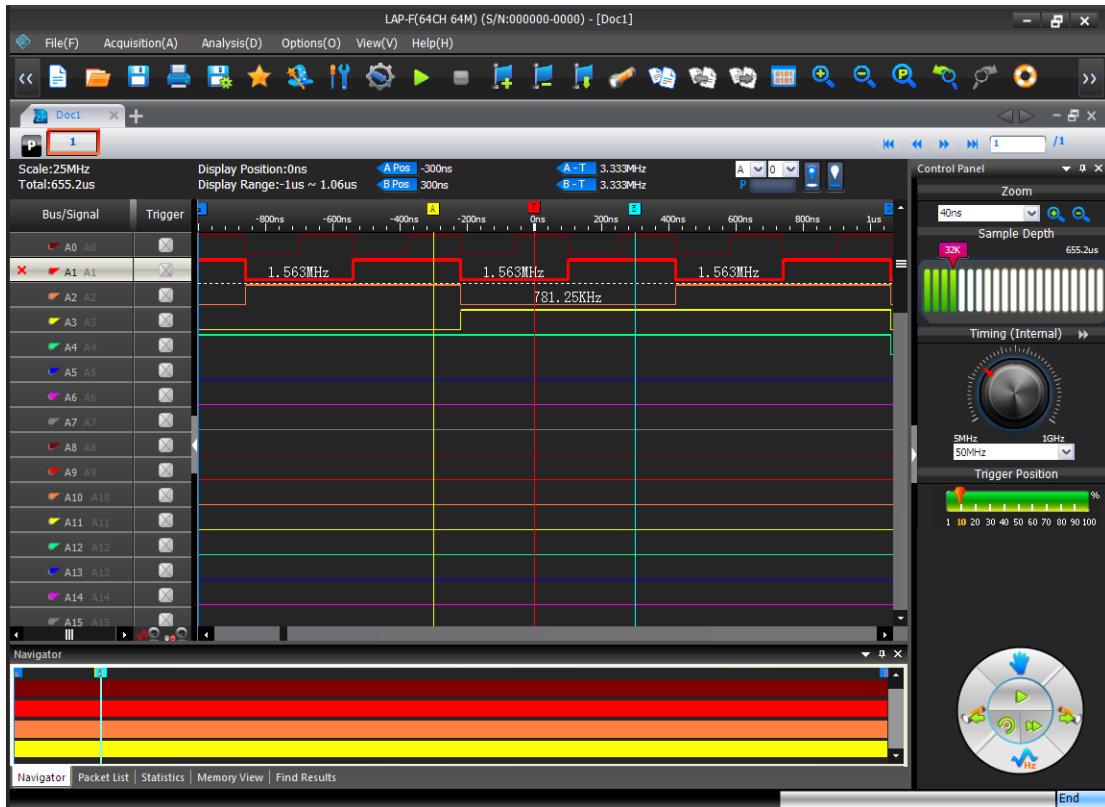 LAP-F(64CH 64M) (S/N:000000-0000) - [Doc1]
File(F) Acquisition(A) Analysis(D) Options(O) View(V) Help(H)
Doc1
P 1 1 /1
Scale:25MHz Display Position:0ns A Pos -300ns A - T 3.333MHz A 0
Total:655.2us Display Range:-1us ~ 1.06us B Pos 300ns B - T 3.333MHz P
Bus/Signal Trigger
A T B
-800ns -600ns -400ns -200ns 0ns 200ns 400ns 600ns 800ns 1us
A0 A0
A1 A1 1.563MHz 1.563MHz 1.563MHz
A2 A2 781.25KHz
A3 A3
A4 A4
A5 A5
A6 A6
A7 A7
A8 A8
A9 A9
A10 A10
A11 A11
A12 A12
A13 A13
A14 A14
A15 A15
Control Panel
Zoom
40ns
Sample Depth
32K 655.2us
Timing (Internal)
5MHz 1GHz
50MHz
Trigger Position
%
1 10 20 30 40 50 60 70 80 90 100
Hz
Navigator
Navigator Packet List Statistics Memory View Find Results
End